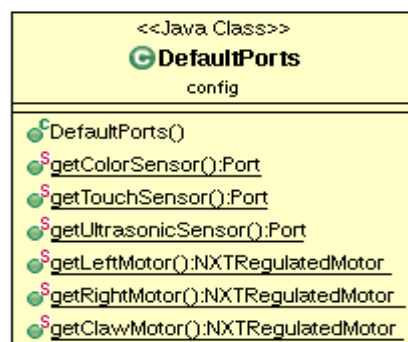 <<Java Class>>
C DefaultPorts
config
C DefaultPorts()
S getColorSensor():Port
S getTouchSensor():Port
S getUltrasonicSensor():Port
S getLeftMotor():NXTRegulatedMotor
S getRightMotor():NXTRegulatedMotor
S getClawMotor():NXTRegulatedMotor